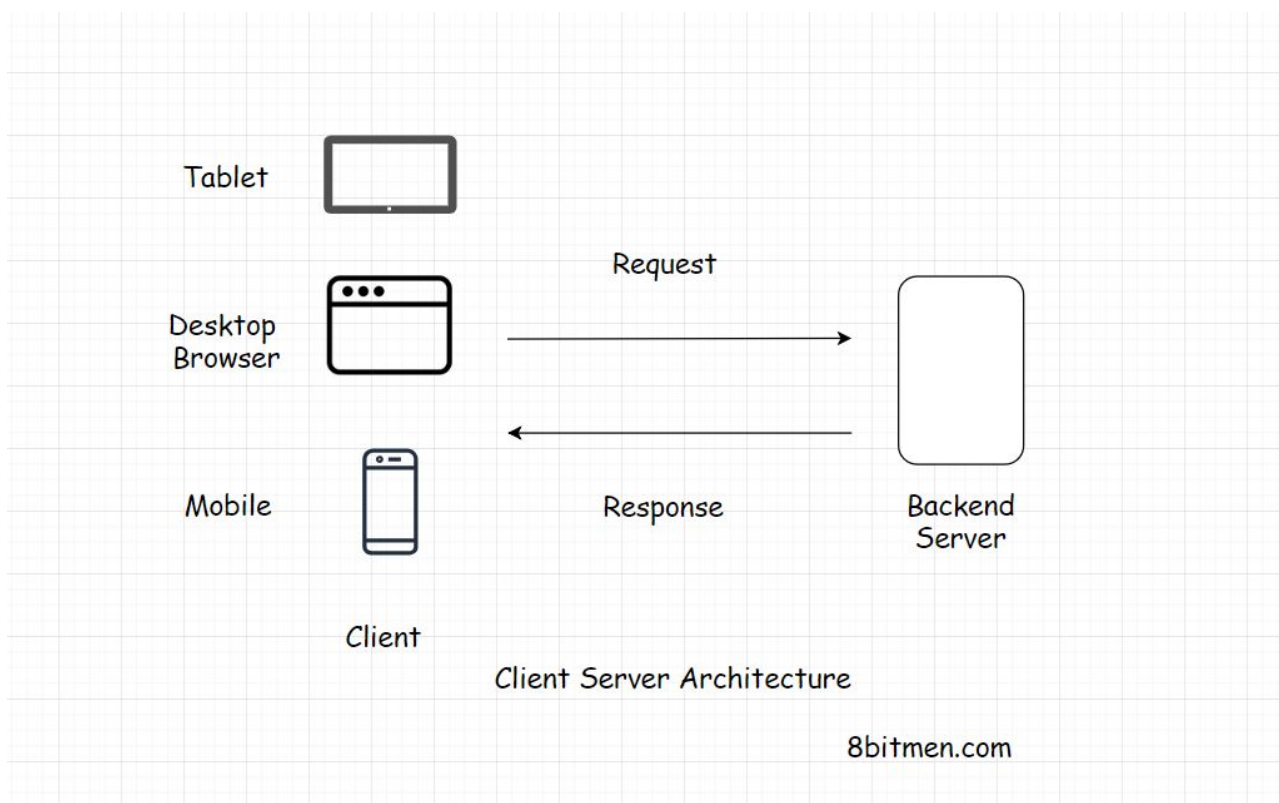 Tablet
Request
Desktop
Browser
Mobile
Response
Backend
Server
Client
Client Server Architecture
8bitmen.com